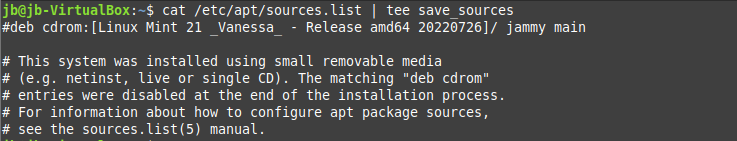 jb@jb-VirtualBox:~$ cat /etc/apt/sources.list | tee save_sources
#deb cdrom:[Linux Mint 21 _Vanessa_ - Release amd64 20220726]/ jammy main

# This system was installed using small removable media
# (e.g. netinst, live or single CD). The matching "deb cdrom"
# entries were disabled at the end of the installation process.
# For information about how to configure apt package sources,
# see the sources.list(5) manual.